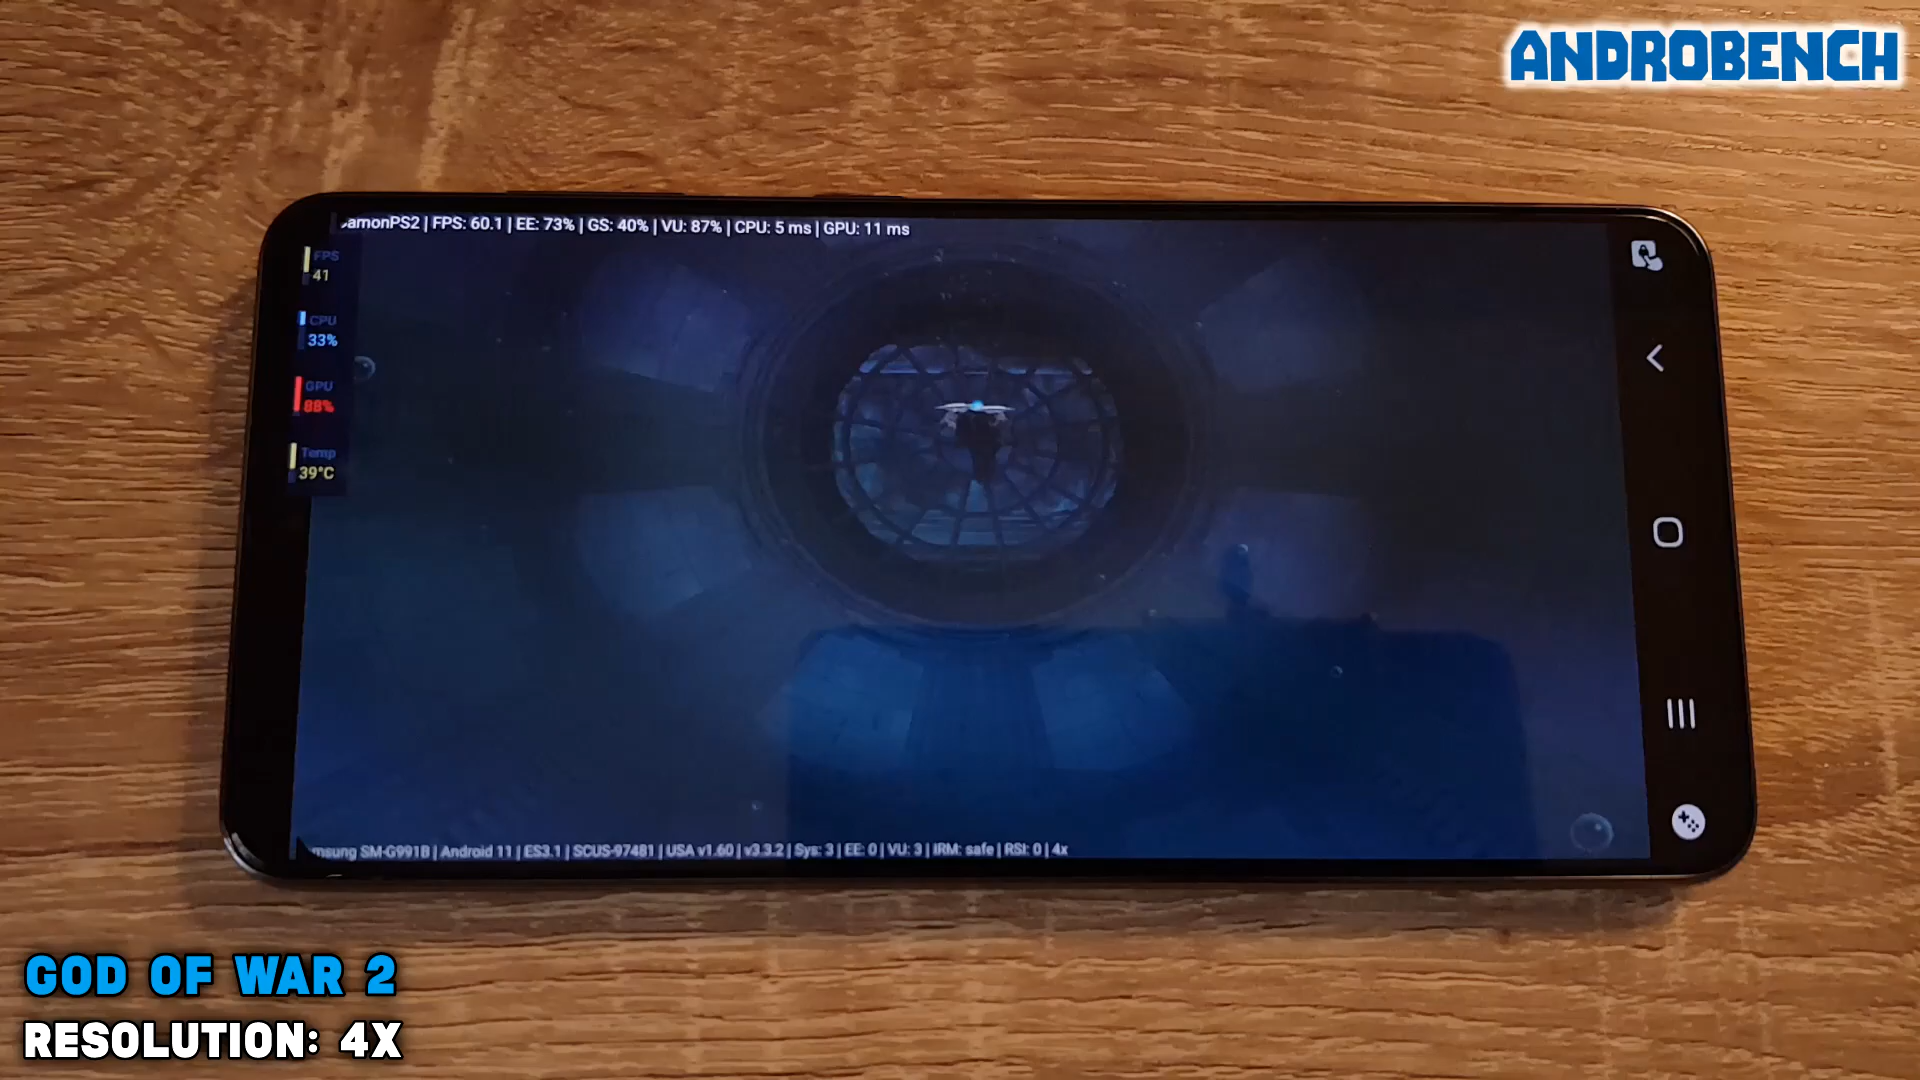 ANDROBENCH
amonPS2 | FPS: 60.1 | EE: 73% | GS: 40% | VU: 87% | CPU: 5 ms | GPU: 11 ms
FPS
41
CPU
33%
GPU
88%
Temp
39°C
msung SM-G991B | Android 11 | ES3.1 | SCUS-97481 | USA v1.60 | v3.3.2 | Sys: 3 | EE: 0 | VU: 3 | IRM: safe | RSI: 0 | 4x
GOD OF WAR 2
RESOLUTION: 4X